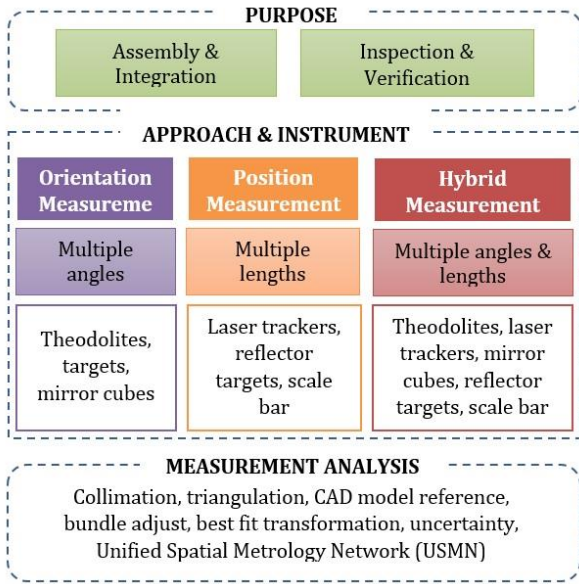 PURPOSE
Assembly &
Integration
Inspection &
Verification
APPROACH & INSTRUMENT
Orientation
Measureme
Position
Measurement
Hybrid
Measurement
Multiple
angles
Multiple
lengths
Multiple angles &
lengths
Theodolites,
targets,
mirror cubes
Laser trackers,
reflector
targets, scale
bar
Theodolites, laser
trackers, mirror
cubes, reflector
targets, scale bar
MEASUREMENT ANALYSIS
Collimation, triangulation, CAD model reference,
bundle adjust, best fit transformation, uncertainty,
Unified Spatial Metrology Network (USMN)